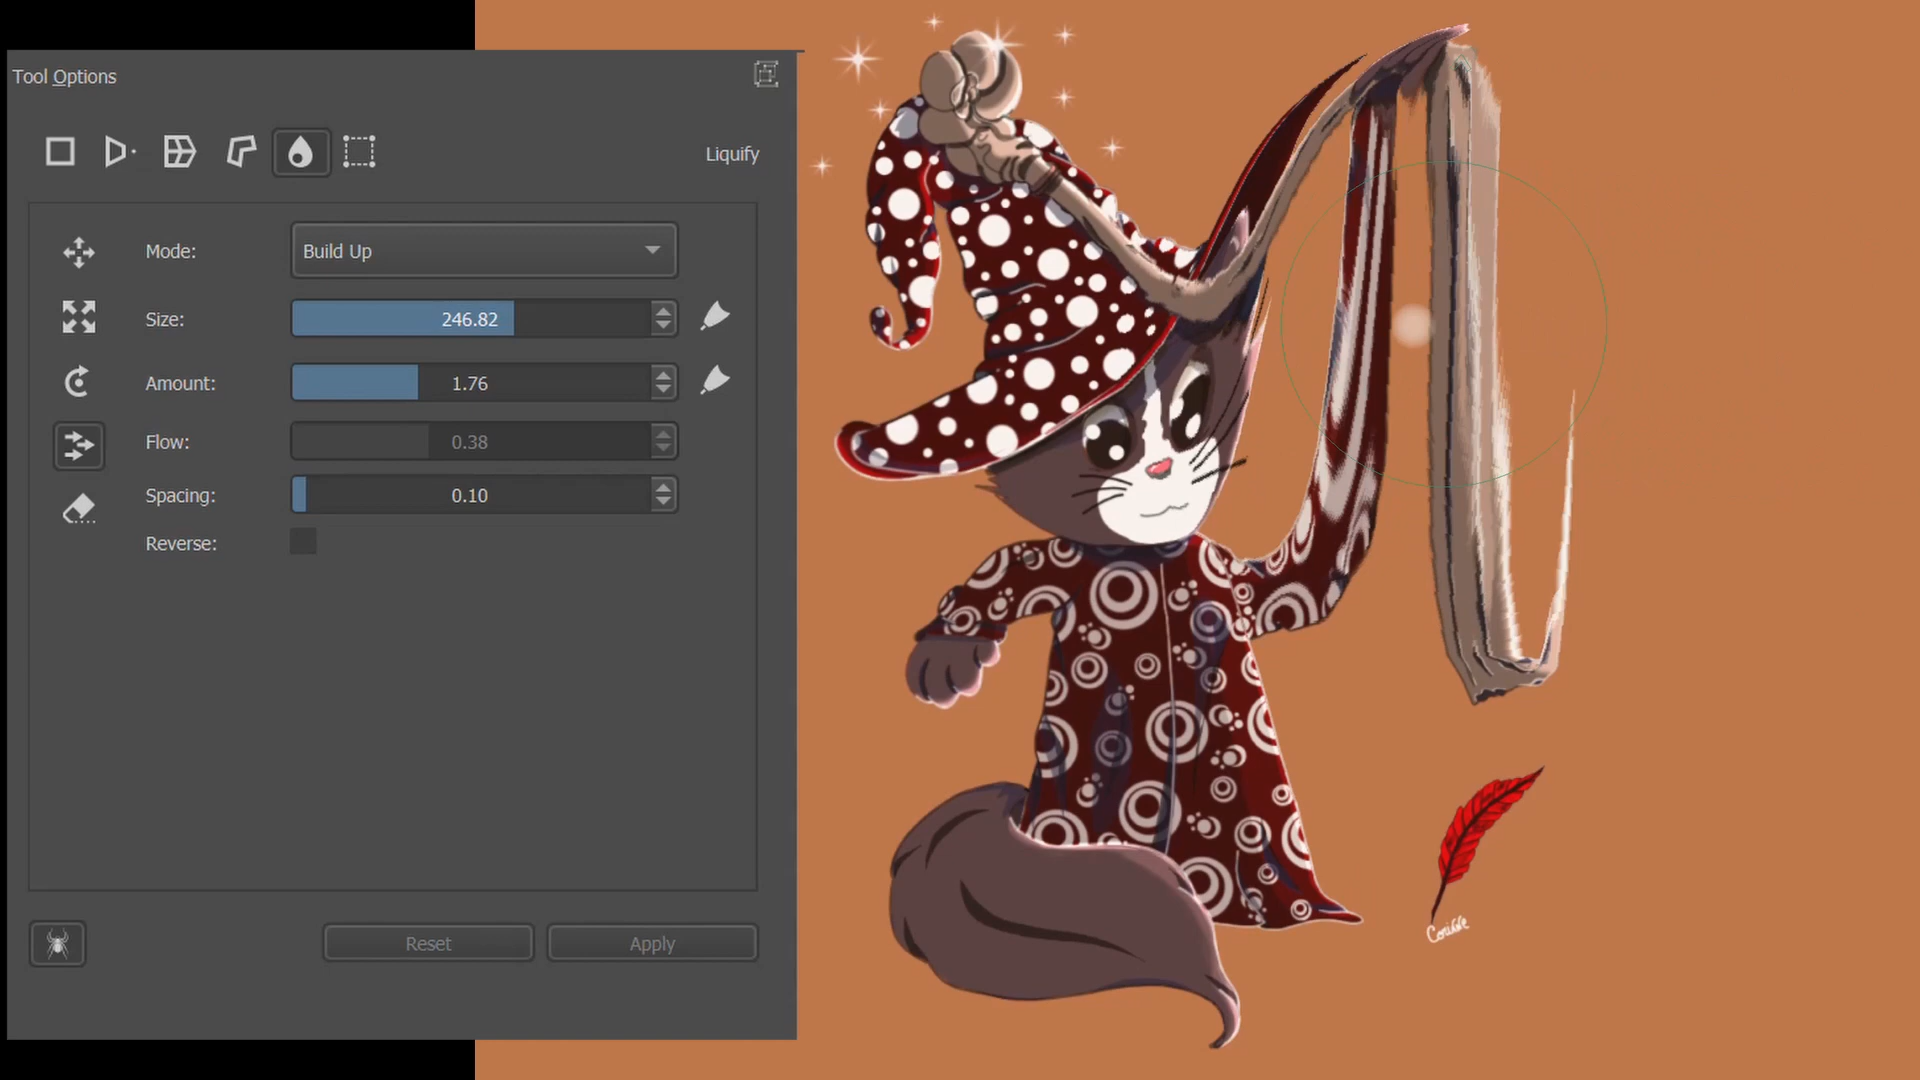 Tool Options
Liquify
Mode: Build Up
Size: 246.82
Amount: 1.76
Flow: 0.38
Spacing: 0.10
Reverse:
Reset Apply